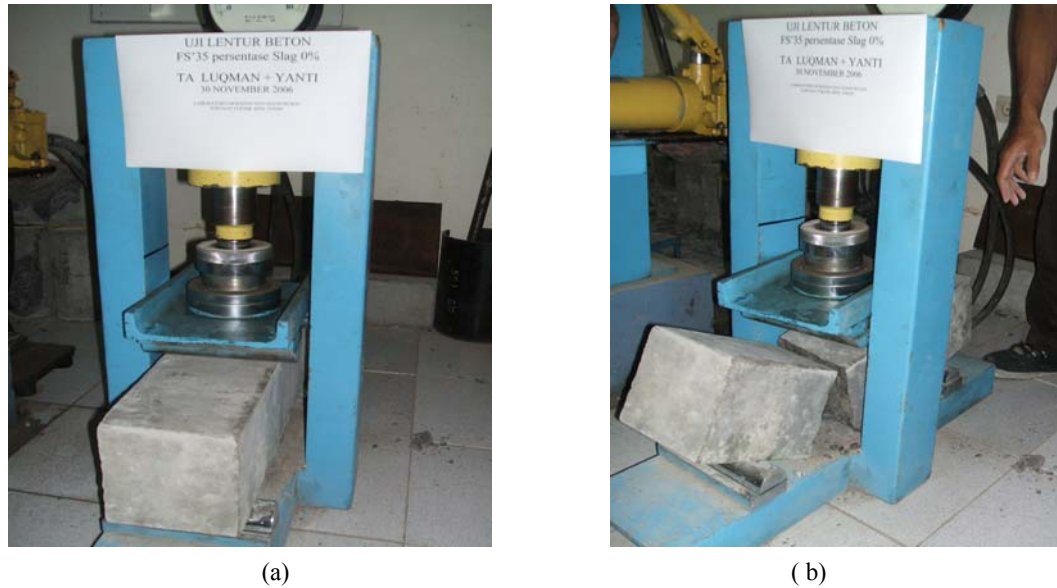 UJI LENTUR BETON
FS'35 persentase Slag 0%
TA LUQMAN + YANTI
30 NOVEMBER 2006
UJI LENTUR BETON
FS'35 persentase Slag 0%
TA LUQMAN + YANTI
30 NOVEMBER 2006
(a)
( b)